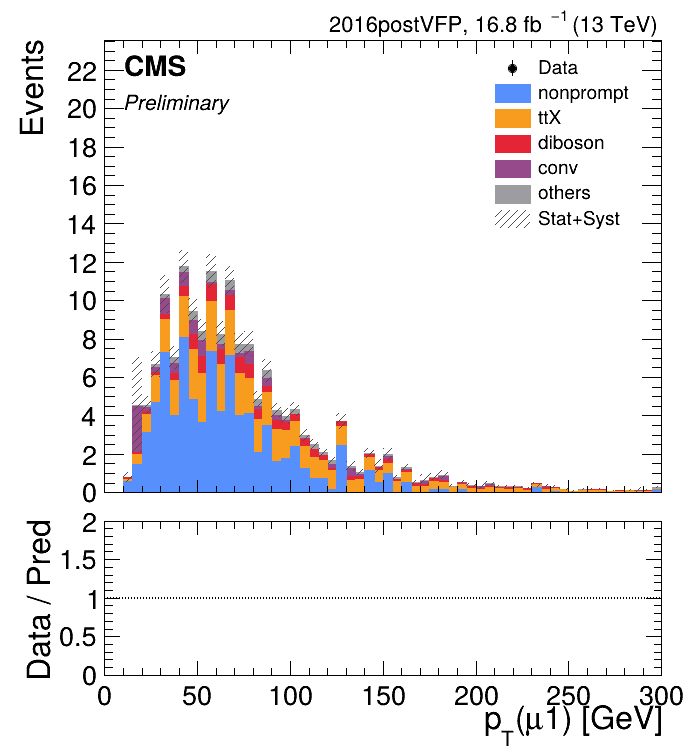 2016postVFP, 16.8 fb⁻¹ (13 TeV)
CMS
Preliminary
Events
22
20
18
16
14
12
10
8
6
4
2
0
Data
nonprompt
ttX
diboson
conv
others
Stat+Syst
Data / Pred
2
1.5
1
0.5
0
0 50 100 150 200 250 300
p_T(μ1) [GeV]